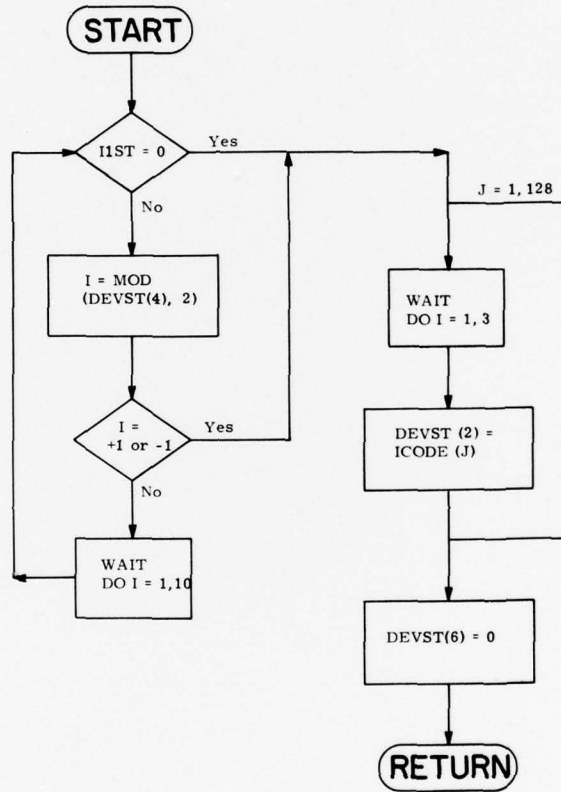 START
I1ST = 0
Yes
No
I = MOD
(DEVST(4), 2)
I =
+1 or -1
Yes
No
WAIT
DO I = 1,10
J = 1, 128
WAIT
DO I = 1, 3
DEVST (2) =
ICODE (J)
DEVST(6) = 0
RETURN